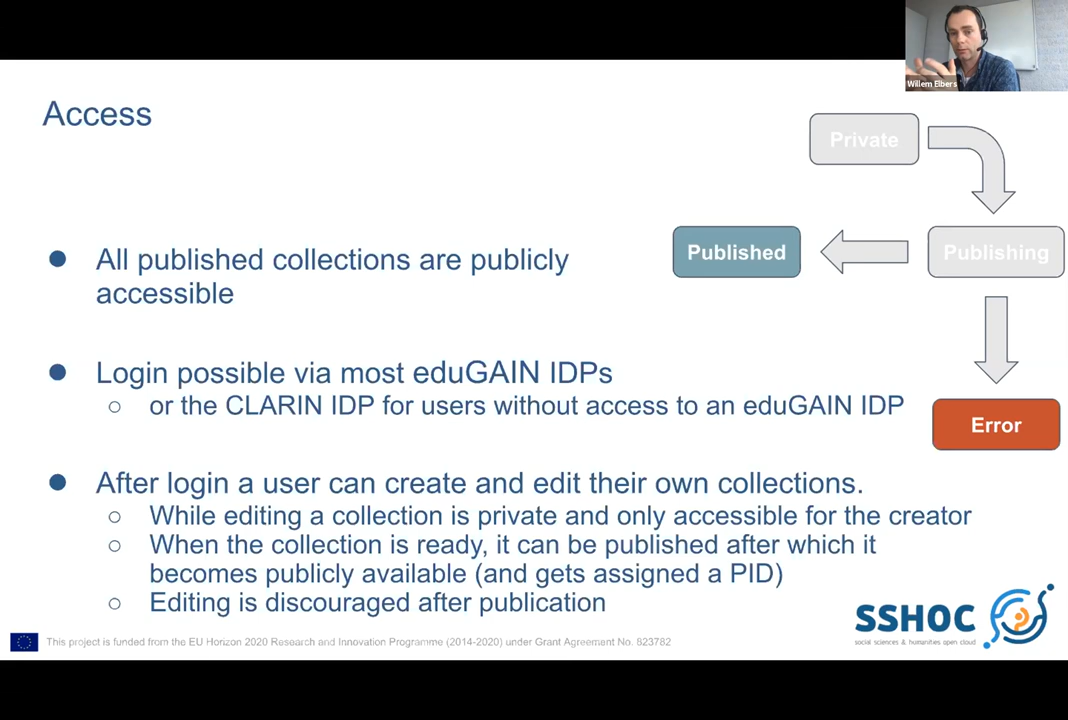 Willem Elbers
Access
Private
Published
Publishing
All published collections are publicly
accessible
Login possible via most eduGAIN IDPs
or the CLARIN IDP for users without access to an eduGAIN IDP
Error
After login a user can create and edit their own collections.
While editing a collection is private and only accessible for the creator
When the collection is ready, it can be published after which it
becomes publicly available (and gets assigned a PID)
Editing is discouraged after publication
SSHOC
social sciences & humanities open cloud
This project is funded from the EU Horizon 2020 Research and Innovation Programme (2014-2020) under Grant Agreement No. 823782